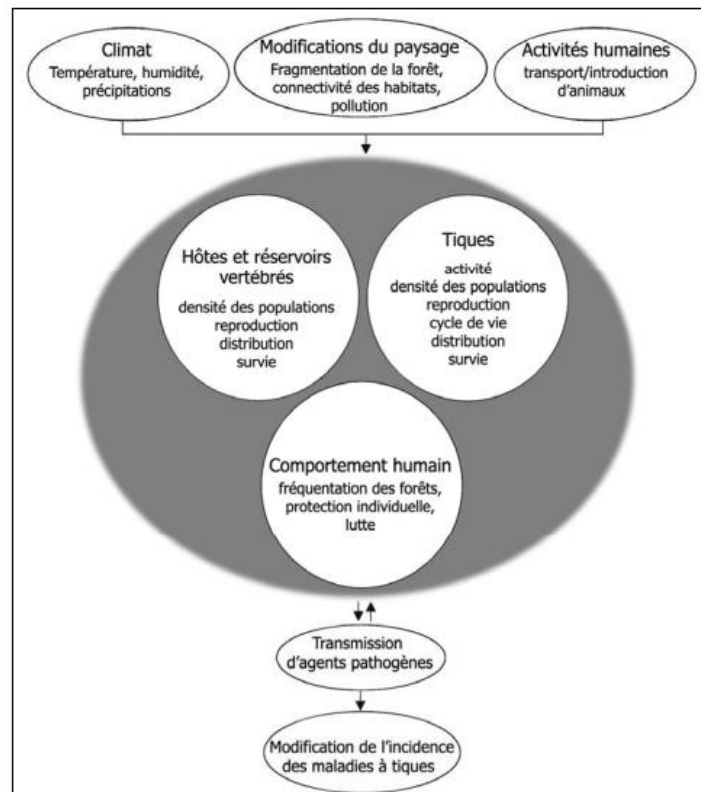 Climat
Température, humidité,
précipitations
Modifications du paysage
Fragmentation de la forêt,
connectivité des habitats,
pollution
Activités humaines
transport/introduction
d'animaux
Hôtes et réservoirs
vertébrés
densité des populations
reproduction
distribution
survie
Tiques
activité
densité des populations
reproduction
cycle de vie
distribution
survie
Comportement humain
fréquentation des forêts,
protection individuelle,
lutte
Transmission
d'agents pathogènes
Modification de l'incidence
des maladies à tiques